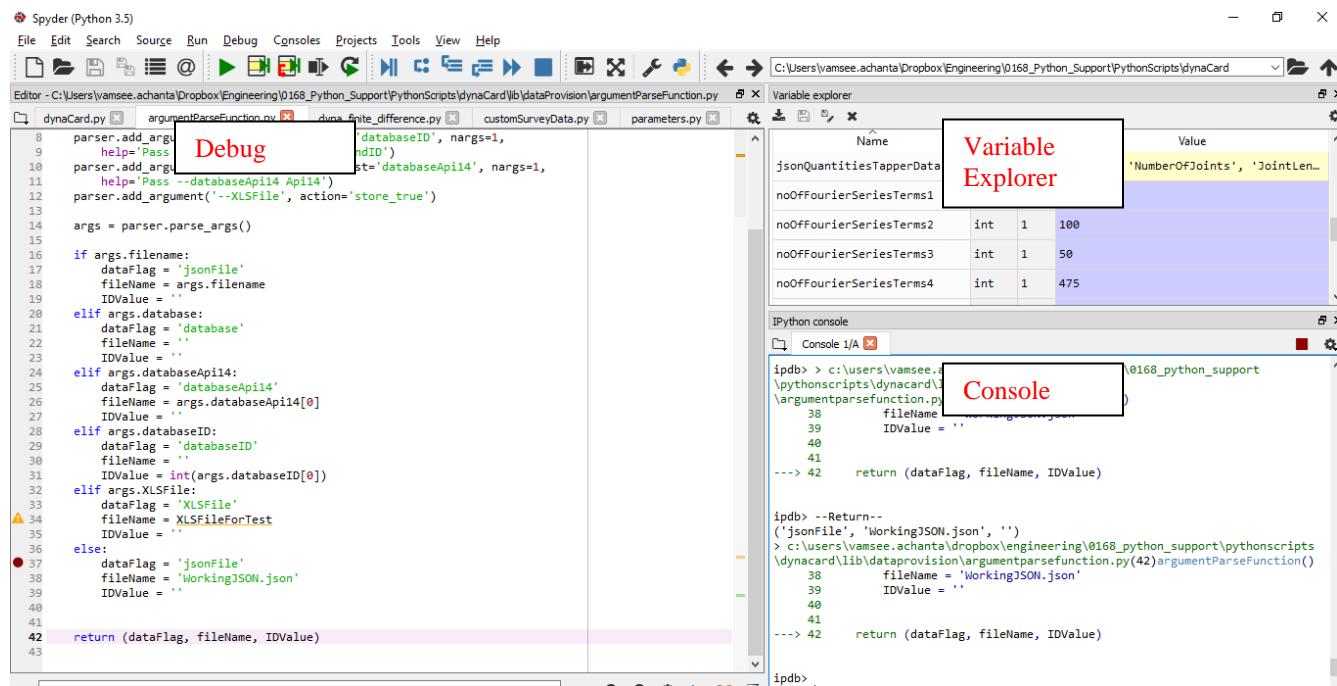 Spyder (Python 3.5)
File Edit Search Source Run Debug Consoles Projects Tools View Help
C:\Users\vamsee.achanta\Dropbox\Engineering\0168_Python_Support\PythonScripts\dynaCard
Editor - C:\Users\vamsee.achanta\Dropbox\Engineering\0168_Python_Support\PythonScripts\dynaCard\lib\dataProvision\argumentParseFunction.py
dynaCard.py argumentParseFunction.py dyna_finite_difference.py customSurveyData.py parameters.py
Debug
8 parser.add_argu 'databaseID', nargs=1,
9 help='Pass ndID')
10 parser.add_argu st='databaseApi14', nargs=1,
11 help='Pass --databaseApi14 Api14')
12 parser.add_argument('--XLSFile', action='store_true')
13
14 args = parser.parse_args()
15
16 if args.filename:
17 dataFlag = 'jsonFile'
18 fileName = args.filename
19 IDValue = ''
20 elif args.database:
21 dataFlag = 'database'
22 fileName = ''
23 IDValue = ''
24 elif args.databaseApi14:
25 dataFlag = 'databaseApi14'
26 fileName = args.databaseApi14[0]
27 IDValue = ''
28 elif args.databaseID:
29 dataFlag = 'databaseID'
30 fileName = ''
31 IDValue = int(args.databaseID[0])
32 elif args.XLSFile:
33 dataFlag = 'XLSFile'
34 fileName = XLSFileForTest
35 IDValue = ''
36 else:
37 dataFlag = 'jsonFile'
38 fileName = 'WorkingJSON.json'
39 IDValue = ''
40
41
42 return (dataFlag, fileName, IDValue)
43
Variable explorer
Name Value
Variable
Explorer
jsonQuantitiesTapperData 'NumberOfJoints', 'JointLen…
noOfFourierSeriesTerms1
noOfFourierSeriesTerms2 int 1 100
noOfFourierSeriesTerms3 int 1 50
noOfFourierSeriesTerms4 int 1 475
IPython console
Console 1/A
Console
ipdb> > c:\users\vamsee.a \0168_python_support
\pythonscripts\dynacard\l
\argumentparsefunction.py )
38 fileName = 'WorkingJSON.json'
39 IDValue = ''
40
41
---> 42 return (dataFlag, fileName, IDValue)
ipdb> --Return--
('jsonFile', 'WorkingJSON.json', '')
> c:\users\vamsee.achanta\dropbox\engineering\0168_python_support\pythonscripts
\dynacard\lib\dataprovision\argumentparsefunction.py(42)argumentParseFunction()
38 fileName = 'WorkingJSON.json'
39 IDValue = ''
40
41
---> 42 return (dataFlag, fileName, IDValue)
ipdb>